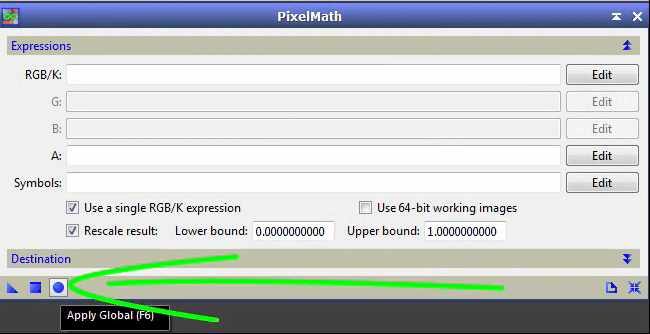 PixelMath
Expressions
RGB/K: Edit
G: Edit
B: Edit
A: Edit
Symbols: Edit
Use a single RGB/K expression Use 64-bit working images
Rescale result: Lower bound: 0.0000000000 Upper bound: 1.0000000000
Destination
Apply Global (F6)